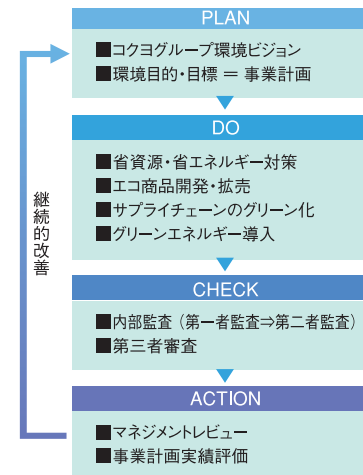 PLAN
■コクヨグループ環境ビジョン
■環境目的・目標 = 事業計画
DO
■省資源・省エネルギー対策
■エコ商品開発・拡売
■サプライチェーンのグリーン化
■グリーンエネルギー導入
CHECK
■内部監査（第一者監査⇒第二者監査）
■第三者審査
ACTION
■マネジメントレビュー
■事業計画実績評価
継続的改善